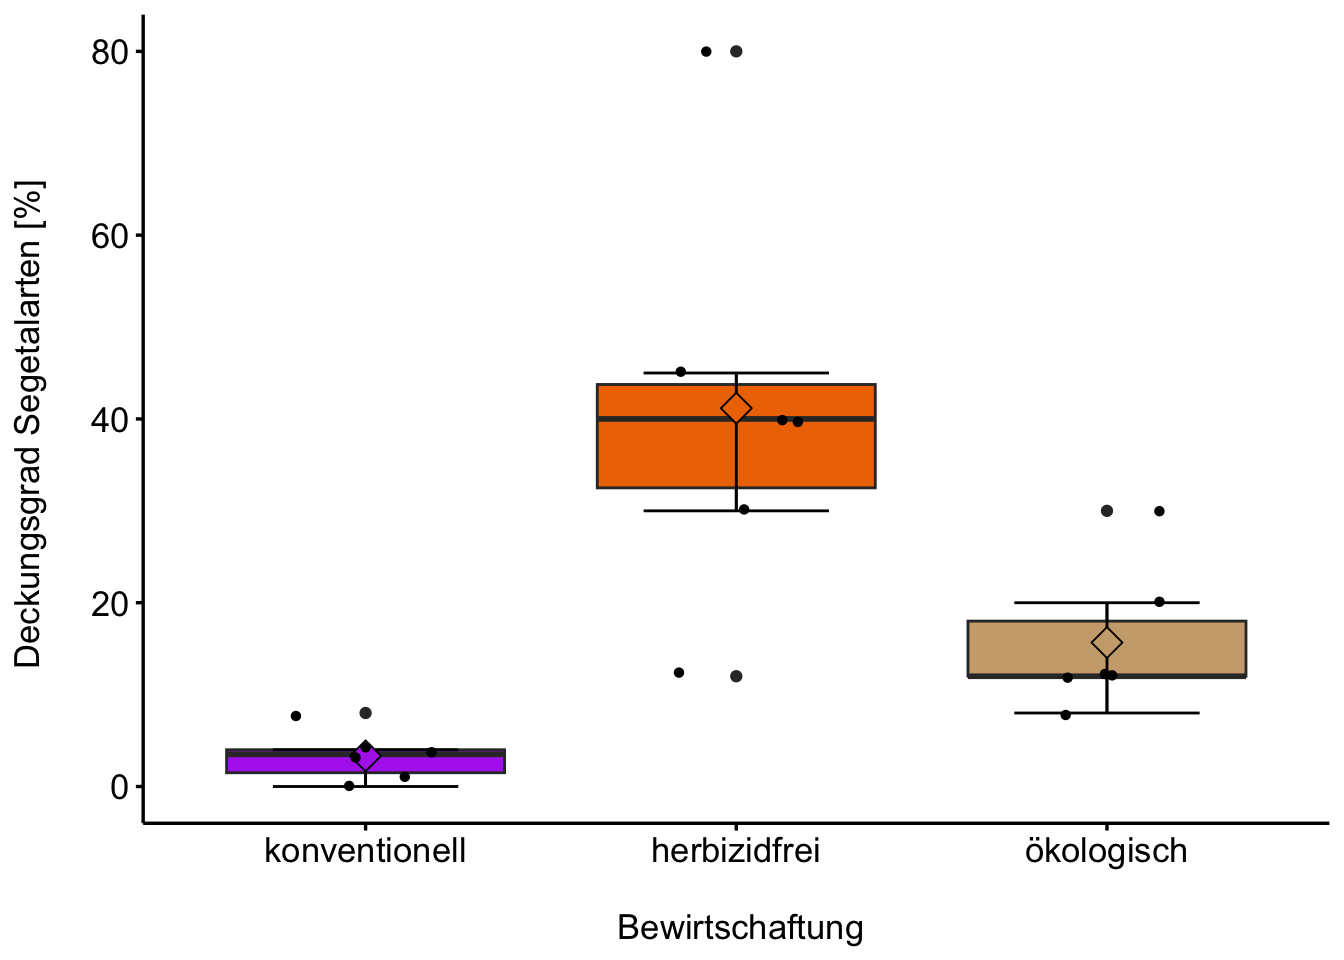 Deckungsgrad Segetalarten [%]
80
60
40
20
0
konventionell
herbizidfrei
ökologisch
Bewirtschaftung